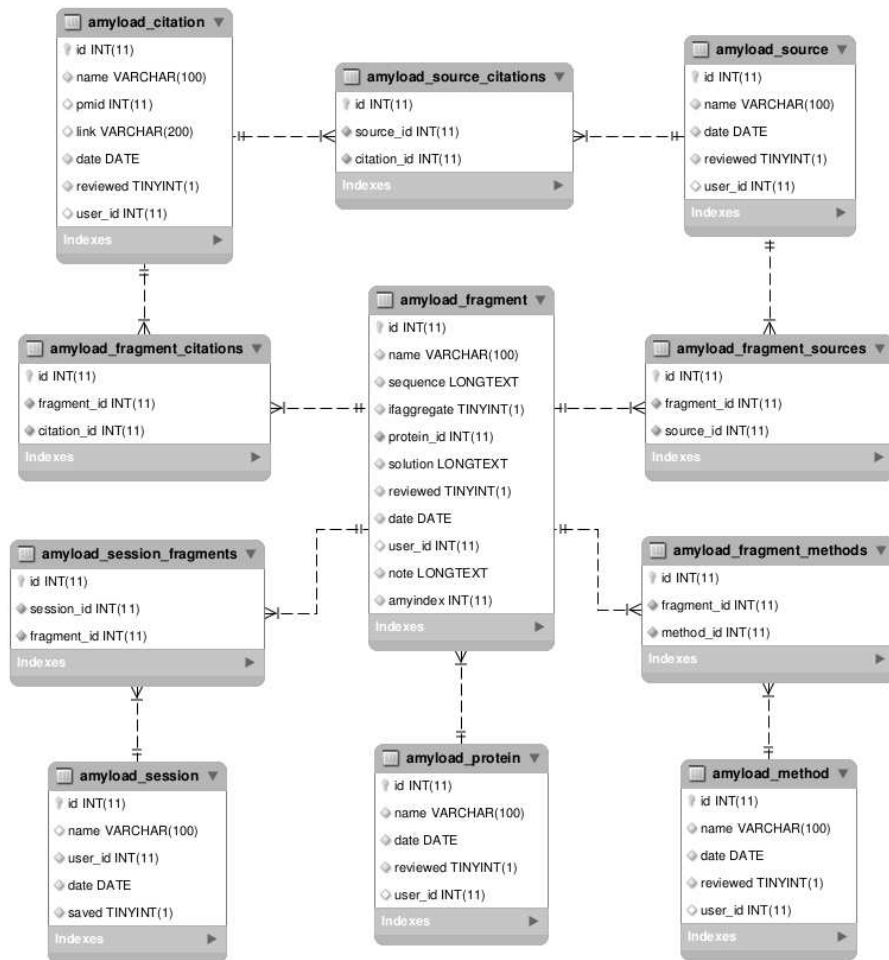 amyload_citation
id INT(11)
name VARCHAR(100)
pmid INT(11)
link VARCHAR(200)
date DATE
reviewed TINYINT(1)
user_id INT(11)
Indexes
amyload_source_citations
id INT(11)
source_id INT(11)
citation_id INT(11)
Indexes
amyload_source
id INT(11)
name VARCHAR(100)
date DATE
reviewed TINYINT(1)
user_id INT(11)
Indexes
amyload_fragment_citations
id INT(11)
fragment_id INT(11)
citation_id INT(11)
Indexes
amyload_fragment
id INT(11)
name VARCHAR(100)
sequence LONGTEXT
ifaggregate TINYINT(1)
protein_id INT(11)
solution LONGTEXT
reviewed TINYINT(1)
date DATE
user_id INT(11)
note LONGTEXT
amyindex INT(11)
Indexes
amyload_fragment_sources
id INT(11)
fragment_id INT(11)
source_id INT(11)
Indexes
amyload_session_fragments
id INT(11)
session_id INT(11)
fragment_id INT(11)
Indexes
amyload_fragment_methods
id INT(11)
fragment_id INT(11)
method_id INT(11)
Indexes
amyload_session
id INT(11)
name VARCHAR(100)
user_id INT(11)
date DATE
saved TINYINT(1)
Indexes
amyload_protein
id INT(11)
name VARCHAR(100)
date DATE
reviewed TINYINT(1)
user_id INT(11)
Indexes
amyload_method
id INT(11)
name VARCHAR(100)
date DATE
reviewed TINYINT(1)
user_id INT(11)
Indexes